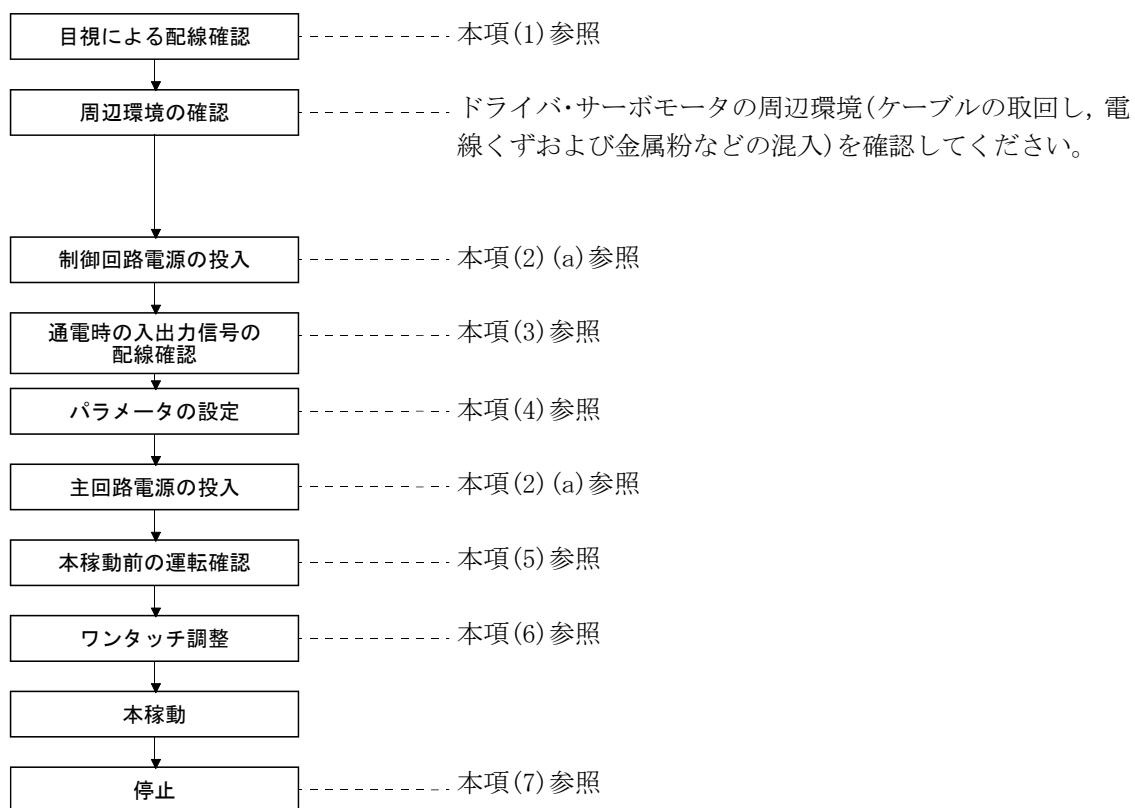 目視による配線確認
本項(1)参照
周辺環境の確認
ドライバ・サーボモータの周辺環境(ケーブルの取回し, 電
線くずおよび金属粉などの混入)を確認してください。
制御回路電源の投入
本項(2)(a)参照
通電時の入出力信号の
配線確認
本項(3)参照
パラメータの設定
本項(4)参照
主回路電源の投入
本項(2)(a)参照
本稼動前の運転確認
本項(5)参照
ワンタッチ調整
本項(6)参照
本稼動
停止
本項(7)参照